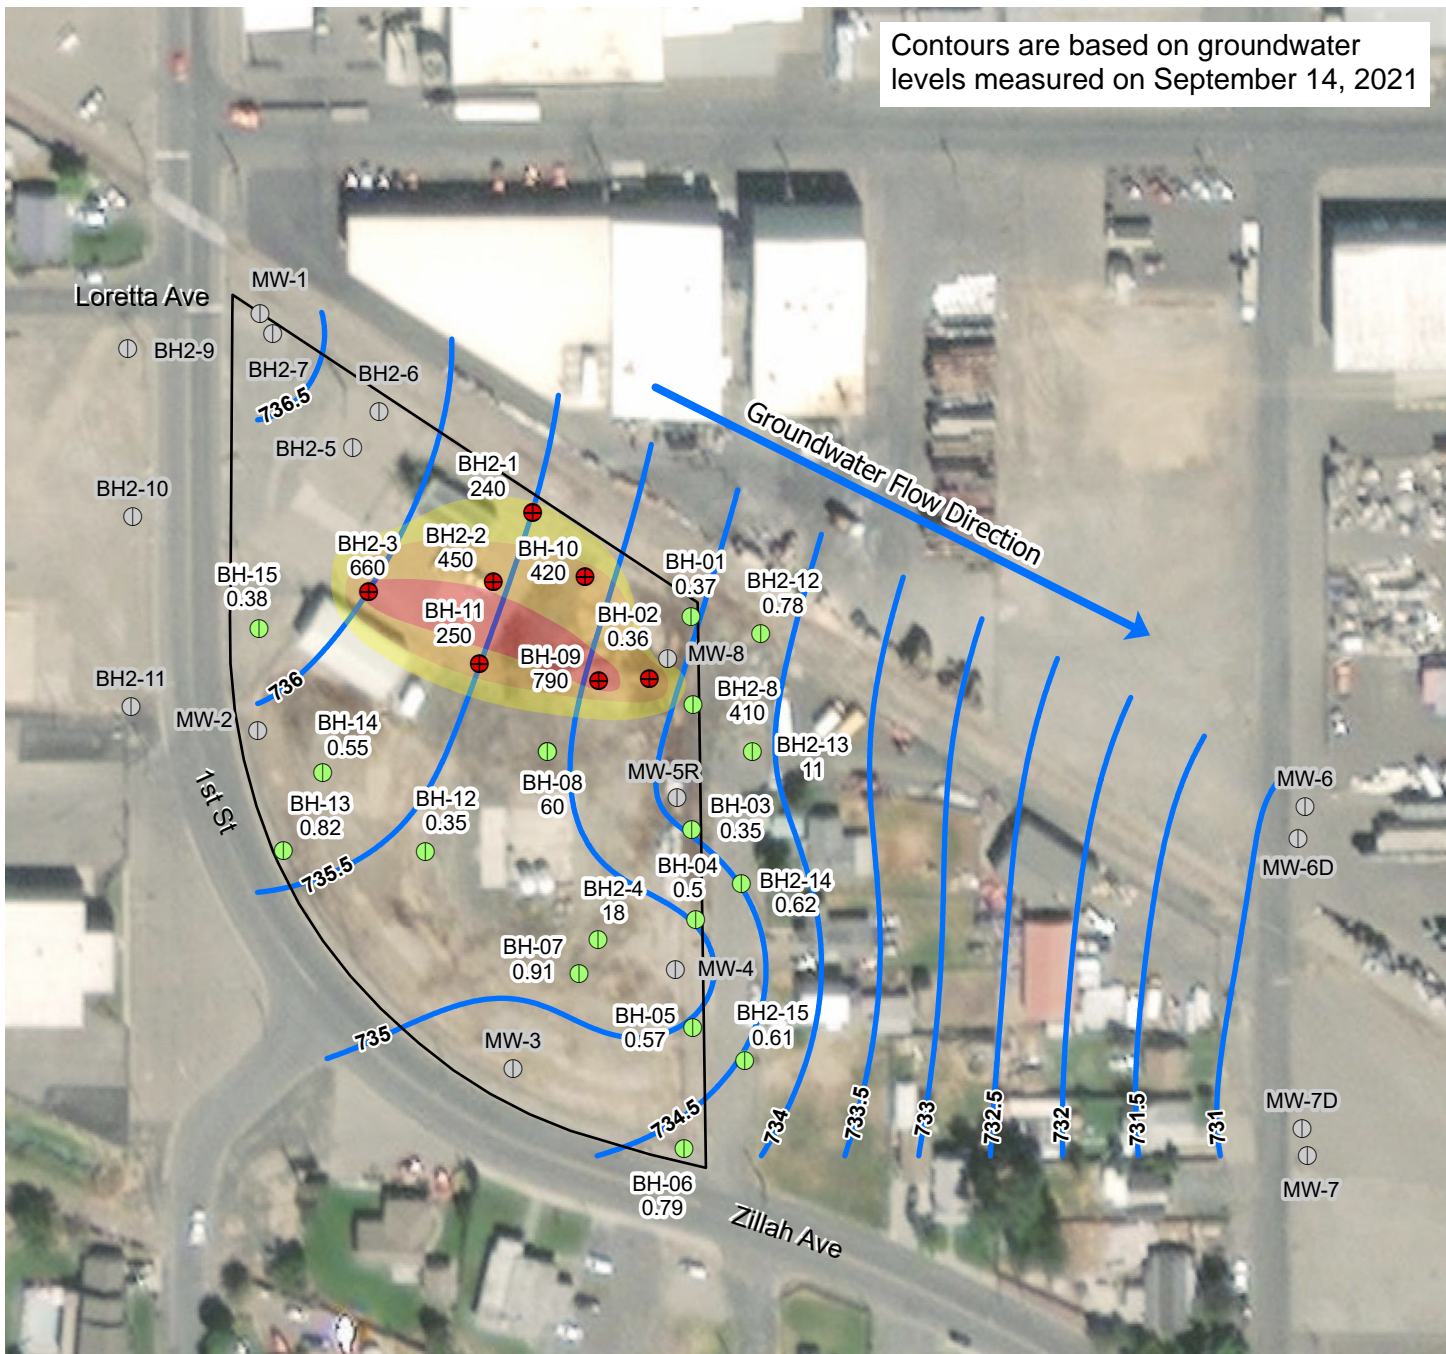 Contours are based on groundwater
levels measured on September 14, 2021
MW-1
Loretta Ave
BH2-9
BH2-7
BH2-6
736.5
BH2-5
Groundwater Flow Direction
BH2-1
240
BH2-10
BH2-3
660
BH2-2
450
BH-10
420
BH-01
0.37
BH-15
0.38
BH2-12
0.78
BH-11
250
BH-02
0.36
MW-8
BH-09
790
736
BH2-11
BH2-8
410
MW-2
BH-14
0.55
BH2-13
11
MW-5R
MW-6
BH-08
60
1st St
BH-13
0.82
BH-12
0.35
BH-03
0.35
MW-6D
735.5
BH-04
0.5
BH2-4
18
BH2-14
0.62
BH-07
0.91
MW-4
735
BH-05
0.57
BH2-15
0.61
MW-3
734.5
734
733.5
733
732.5
732
731.5
731
MW-7D
MW-7
BH-06
0.79
Zillah Ave